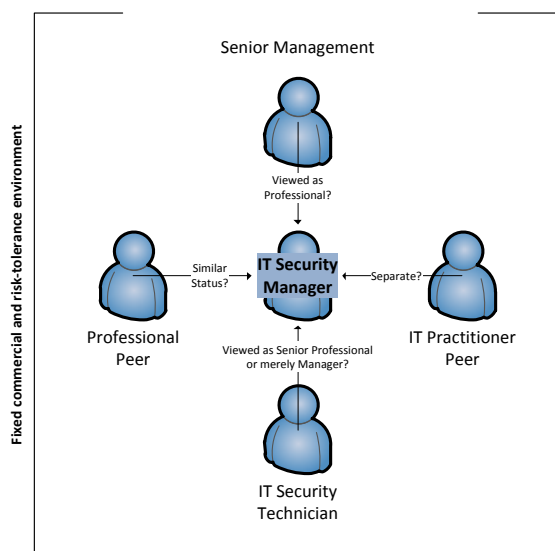 Senior Management
Viewed as
Professional?
Fixed commercial and risk-tolerance environment
Similar
Status?
IT Security
Manager
Separate?
Professional
Peer
IT Practitioner
Peer
Viewed as Senior Professional
or merely Manager?
IT Security
Technician